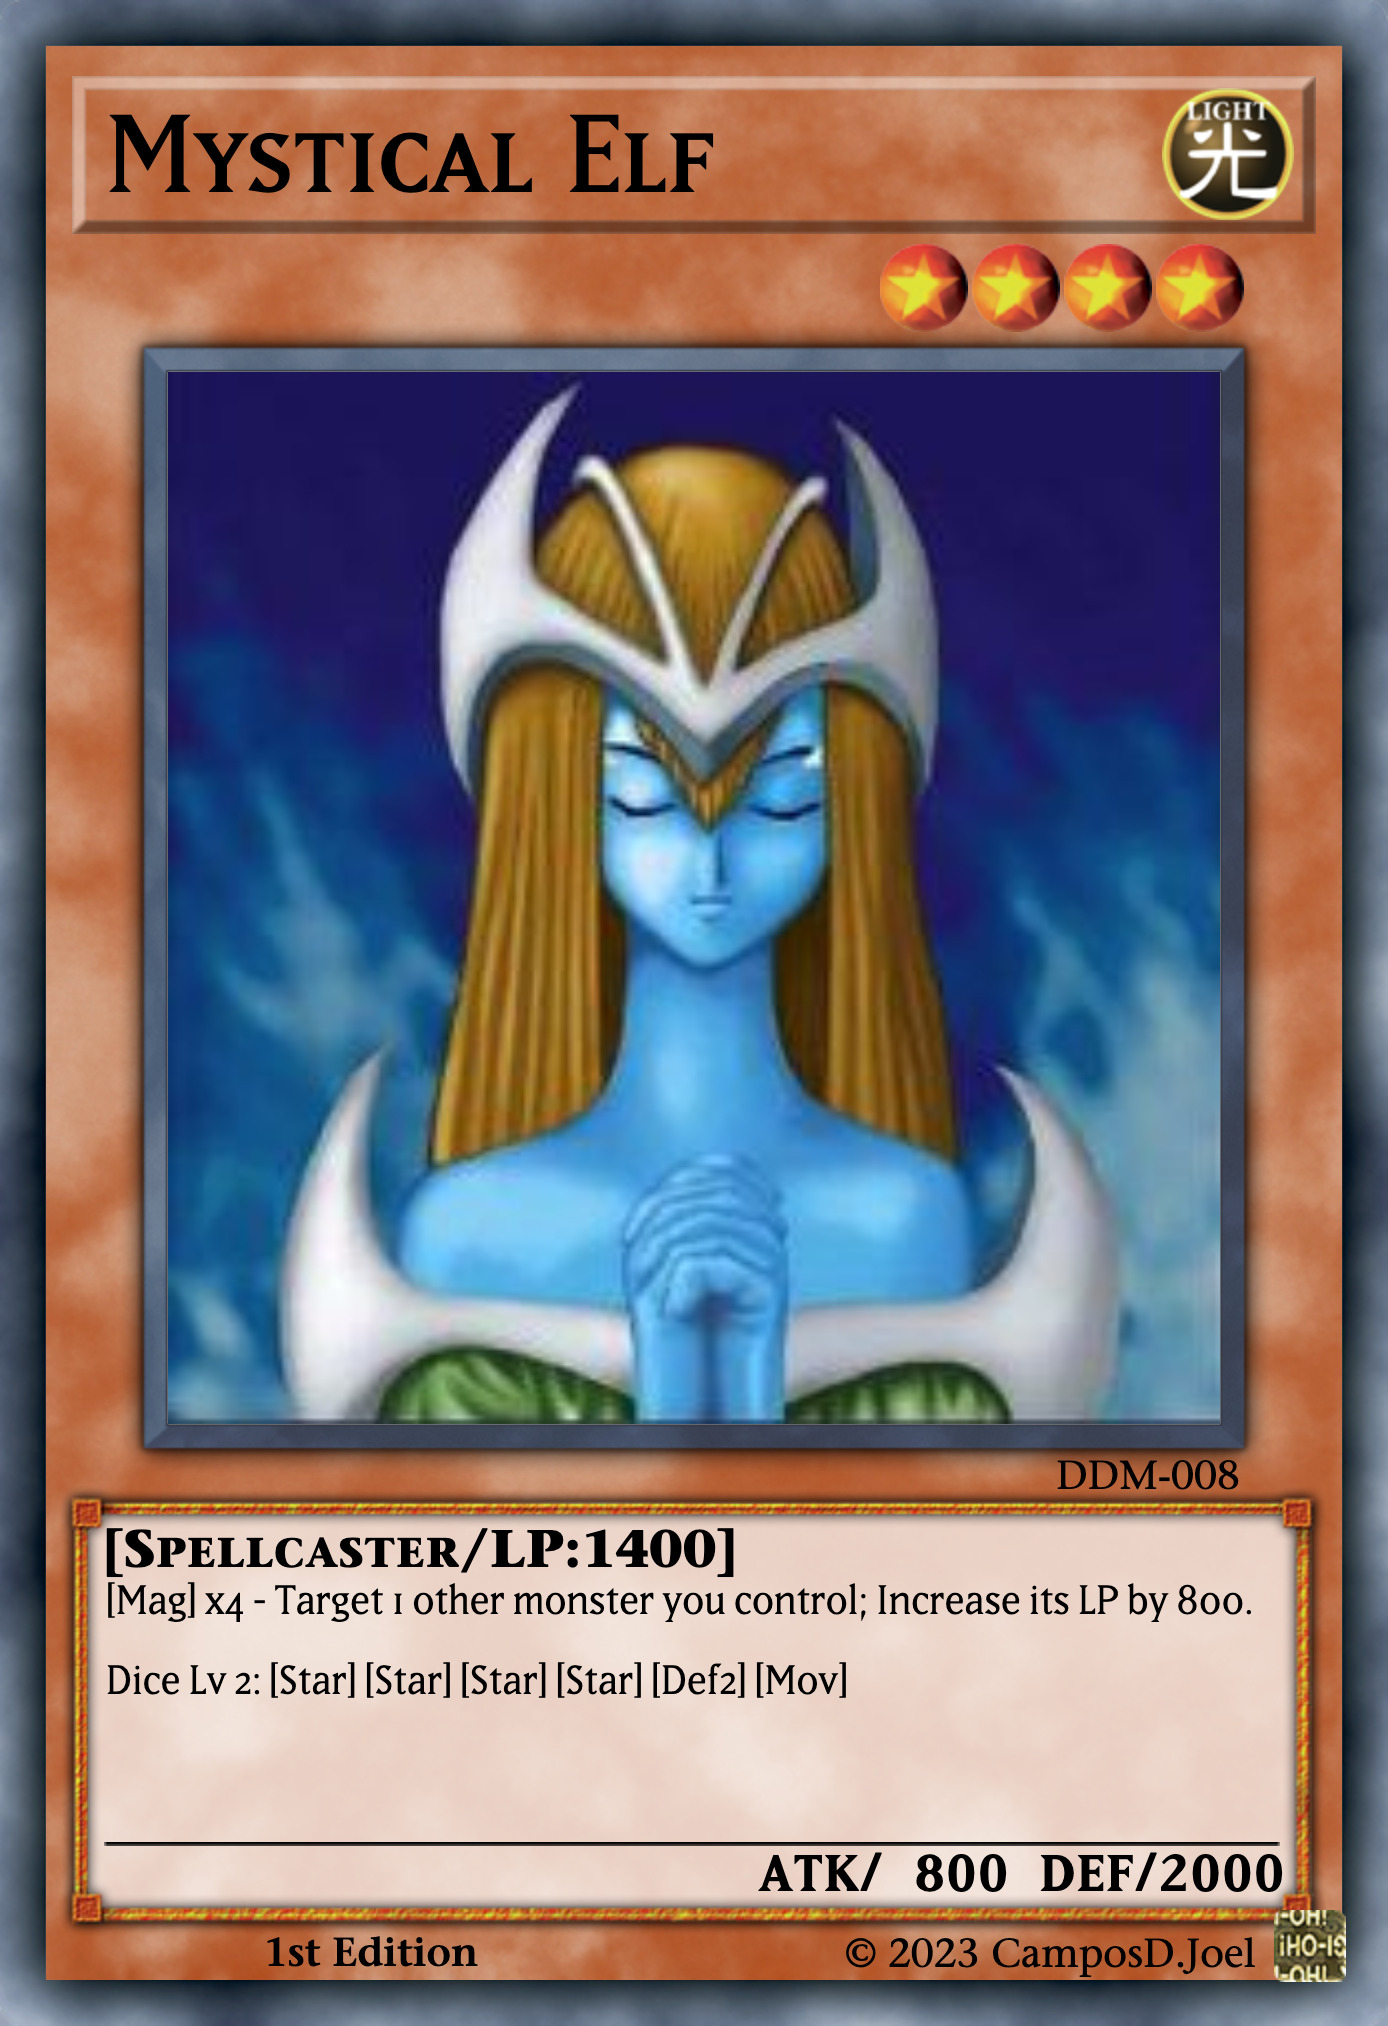 Mystical Elf
LIGHT
光
DDM-008
[Spellcaster/LP:1400]
[Mag] x4 - Target 1 other monster you control; Increase its LP by 800.
Dice Lv 2: [Star] [Star] [Star] [Star] [Def2] [Mov]
ATK/ 800 DEF/2000
1st Edition
© 2023 CamposD.Joel